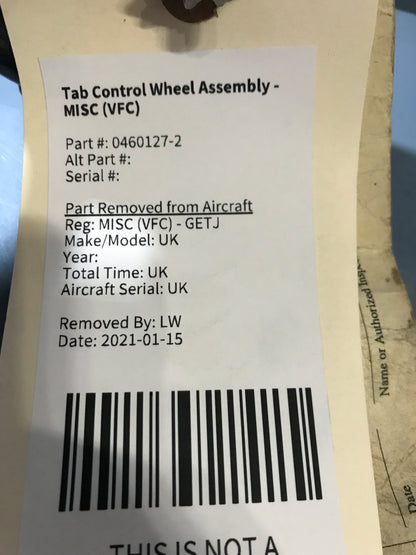 Tab Control Wheel Assembly -
MISC (VFC)
Part #: 0460127-2
Alt Part #:
Serial #:
Part Removed from Aircraft
Reg: MISC (VFC) - GETJ
Make/Model: UK
Year:
Total Time: UK
Aircraft Serial: UK
Removed By: LW
Date: 2021-01-15
THIS IS NOT A
Name or Authorized
Date